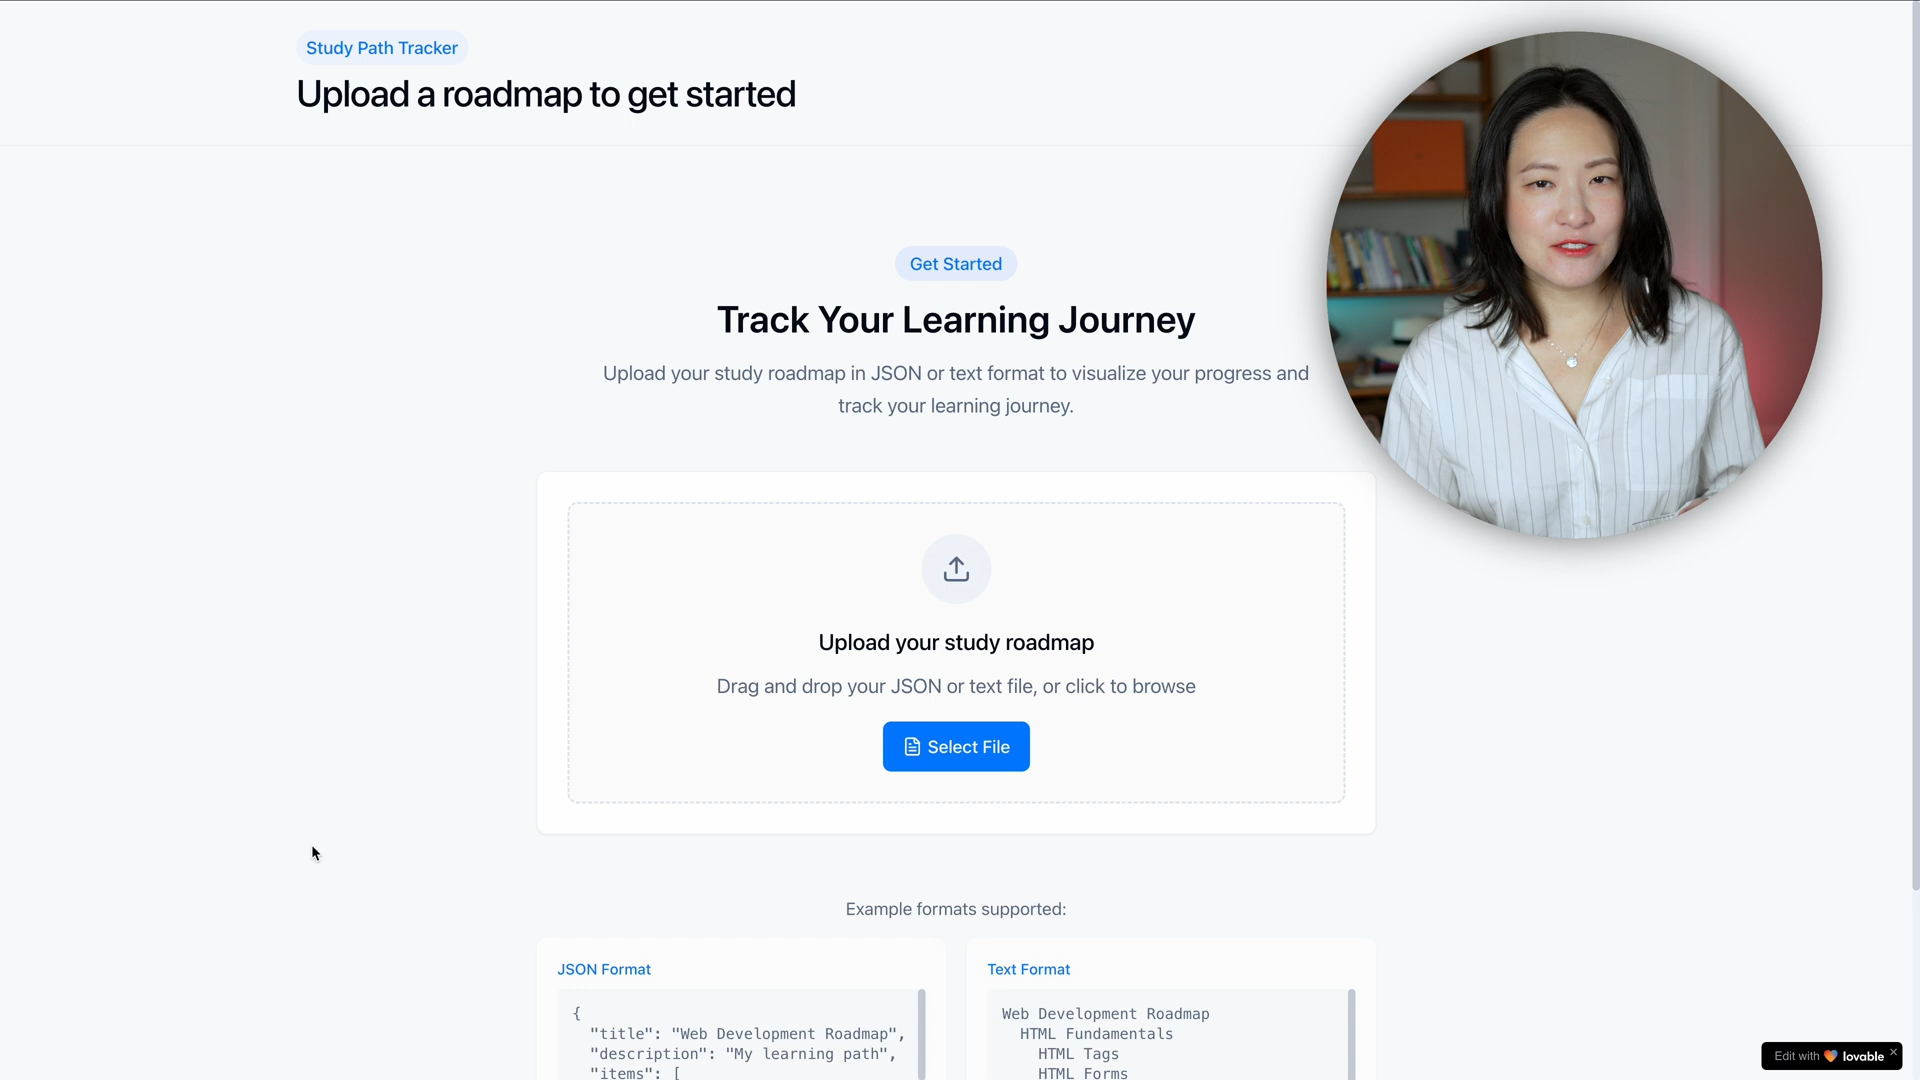 Study Path Tracker
Upload a roadmap to get started
Get Started
Track Your Learning Journey
Upload your study roadmap in JSON or text format to visualize your progress and
track your learning journey.
Upload your study roadmap
Drag and drop your JSON or text file, or click to browse
Select File
Example formats supported:
JSON Format
{
"title": "Web Development Roadmap",
"description": "My learning path",
"items": [
Text Format
Web Development Roadmap
HTML Fundamentals
HTML Tags
HTML Forms
Edit with lovable